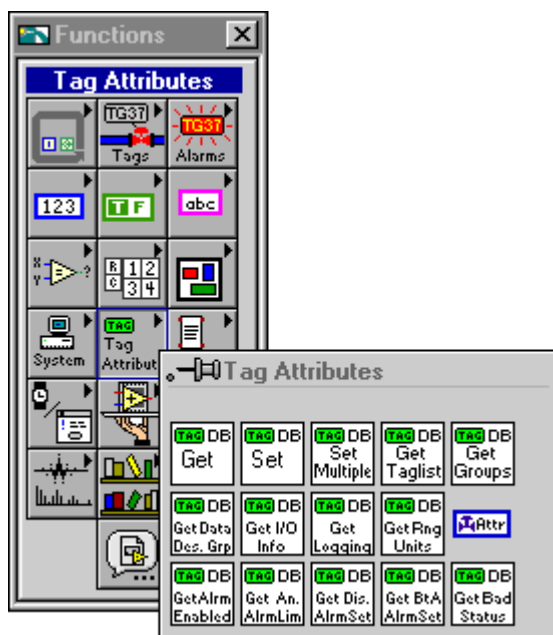 Functions
Tag Attributes
TG37
Tags
TG37
Alarms
123
T F
abc
X
Y
?
R 1 2
C 3 4
System
TAG
Tag
Attribut
Tag Attributes
TAG DB
Get
TAG DB
Set
TAG DB
Set
Multiple
TAG DB
Get
Taglist
TAG DB
Get
Groups
TAG DB
Get Data
Des. Grp
TAG DB
Get I/O
Info
TAG DB
Get
Logging
TAG DB
Get Rng
Units
Attr
TAG DB
GetAlrm
Enabled
TAG DB
Get An.
AlrmLim
TAG DB
Get Dis.
AlrmSet
TAG DB
Get BtA
AlrmSet
TAG DB
Get Bad
Status